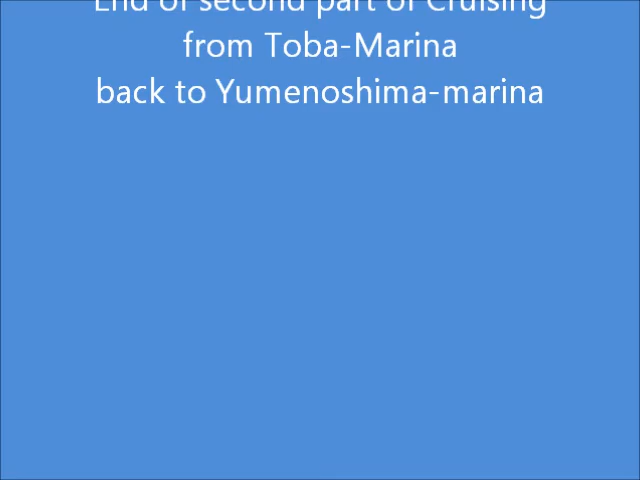 End of second part of Cruising
from Toba-Marina
back to Yumenoshima-marina